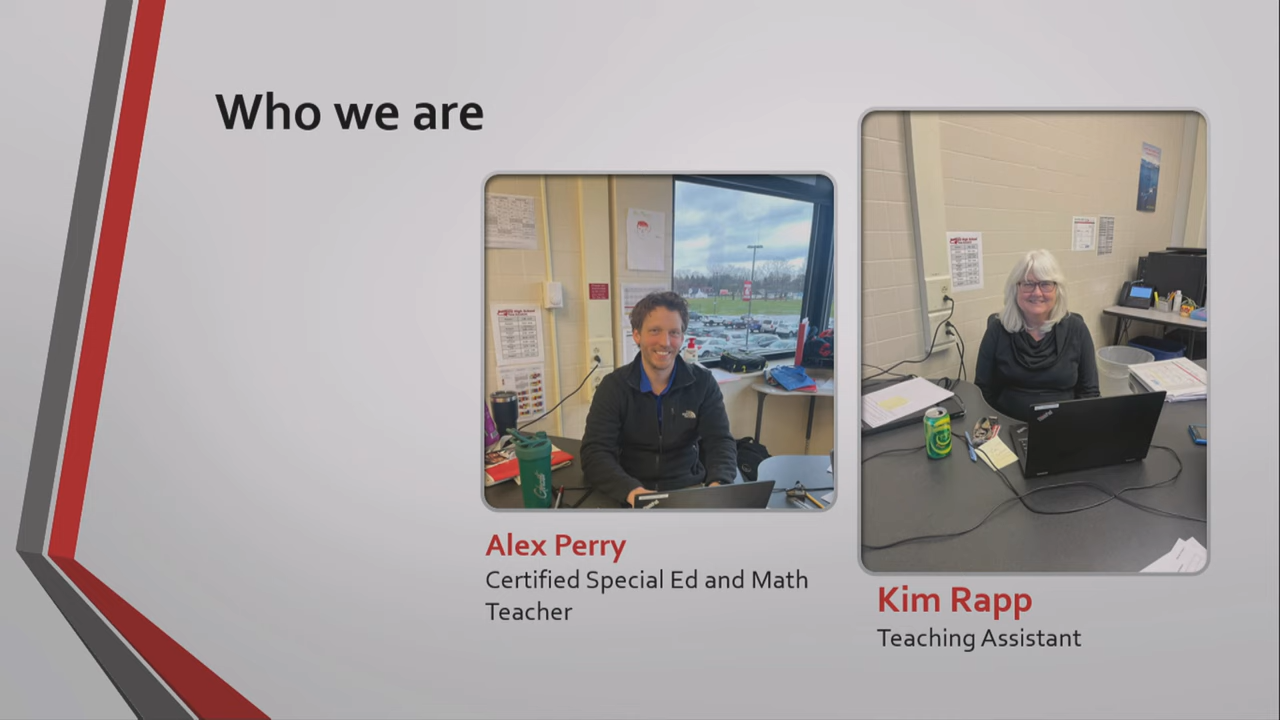 Who we are
Alex Perry
Certified Special Ed and Math
Teacher
Kim Rapp
Teaching Assistant